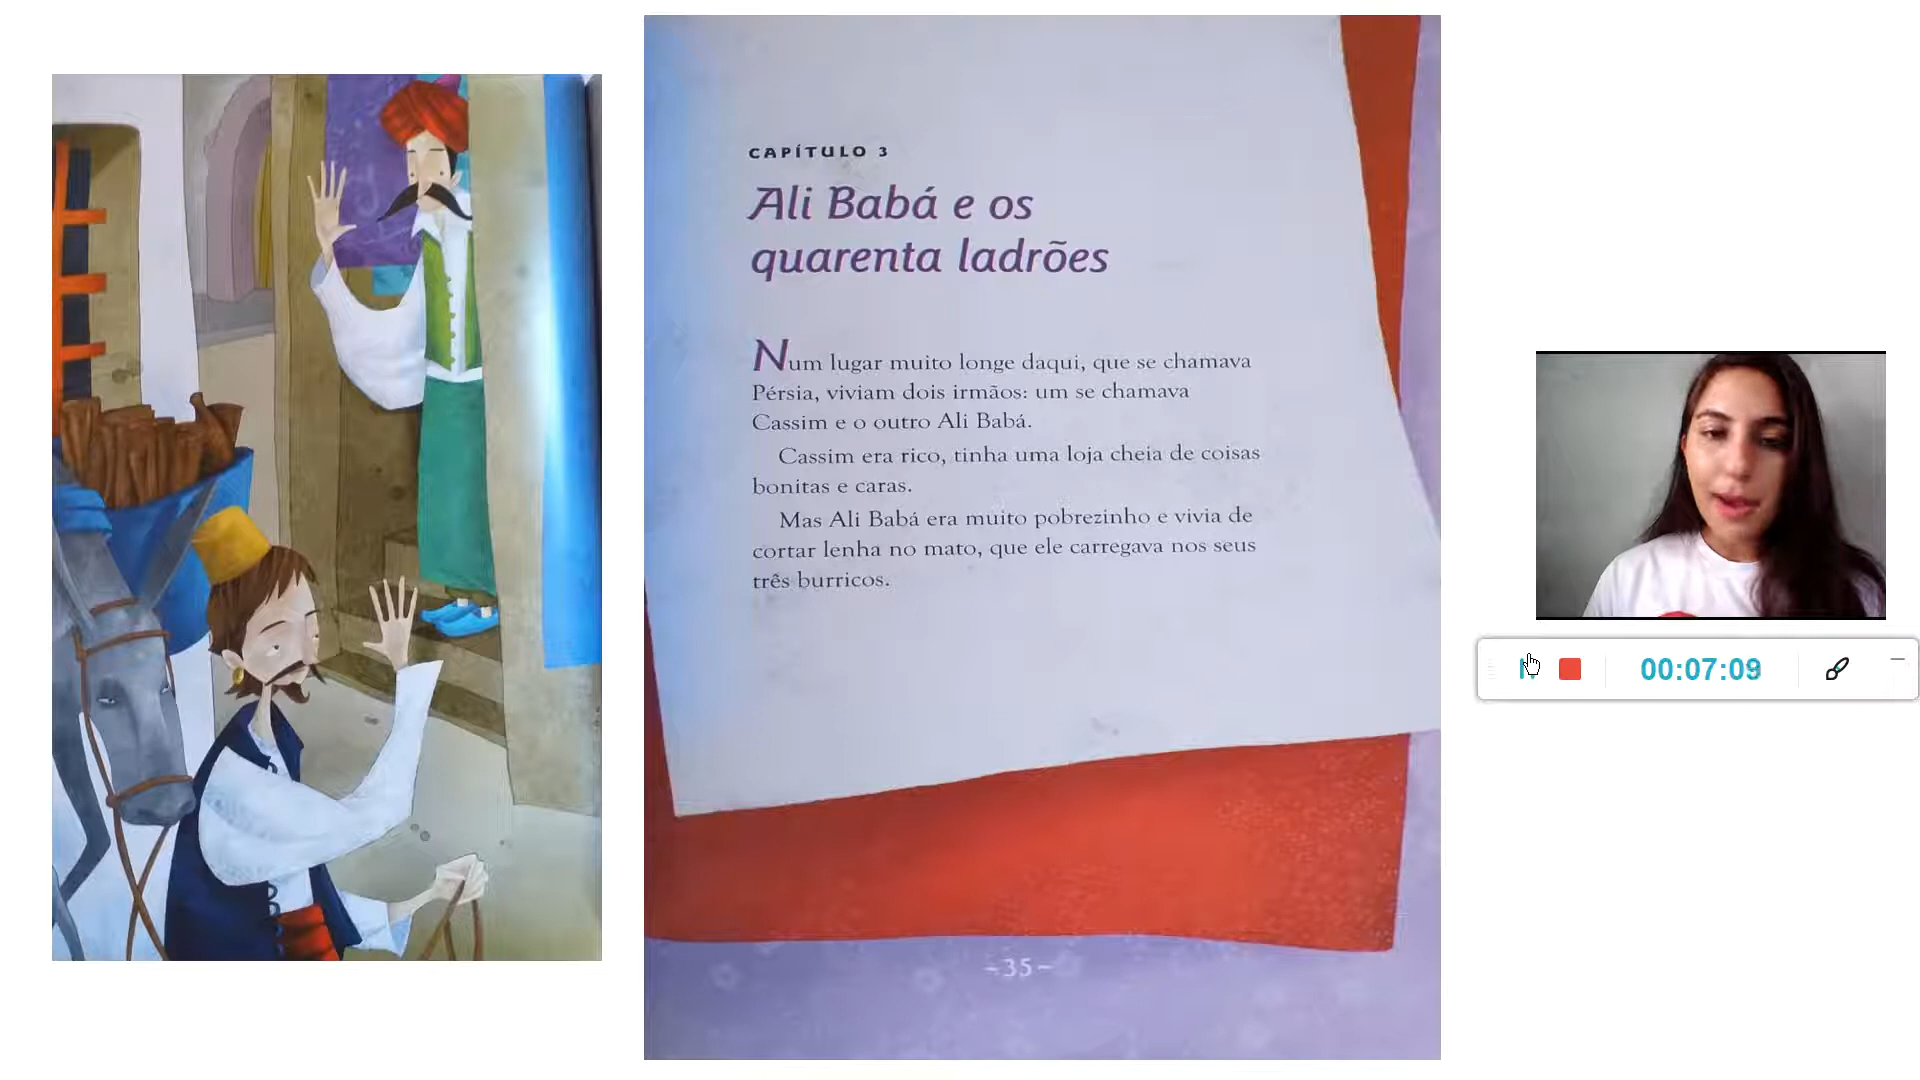 CAPÍTULO 3
Ali Babá e os
quarenta ladrões
Num lugar muito longe daqui, que se chamava
Pérsia, viviam dois irmãos: um se chamava
Cassim e o outro Ali Babá.
Cassim era rico, tinha uma loja cheia de coisas
bonitas e caras.
Mas Ali Babá era muito pobrezinho e vivia de
cortar lenha no mato, que ele carregava nos seus
três burricos.
~35~
00:07:09